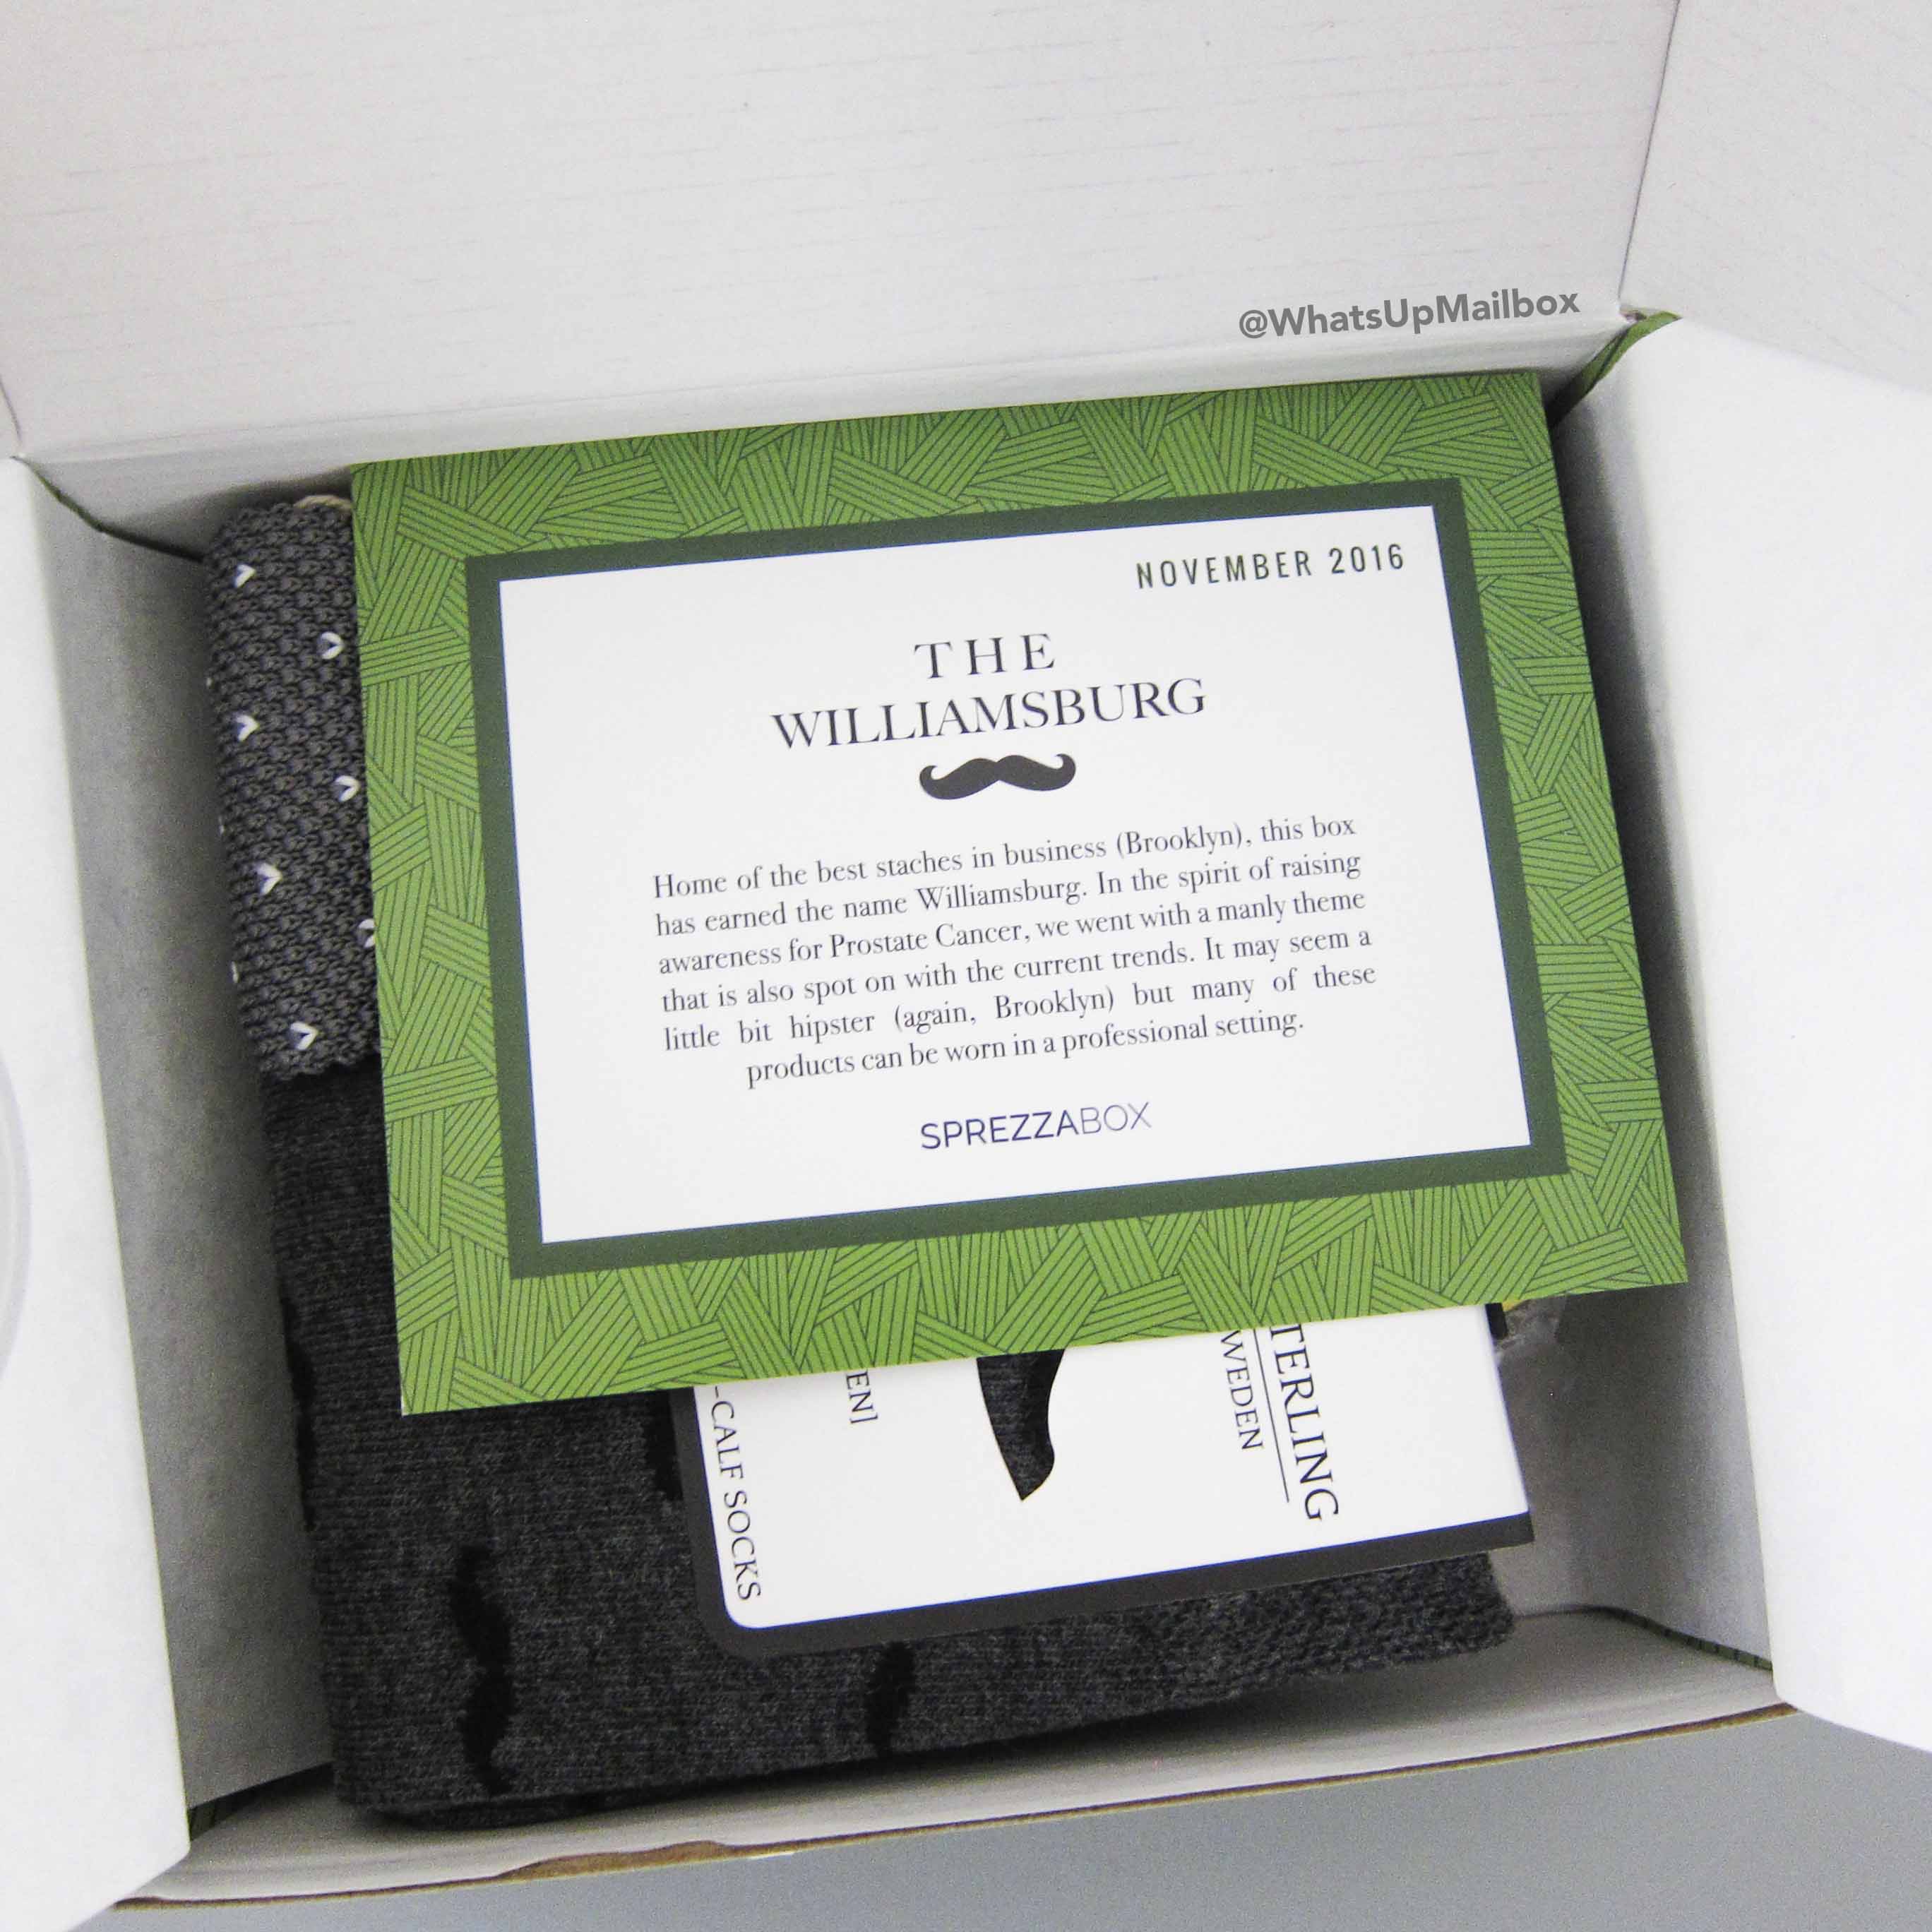 @WhatsUpMailbox
NOVEMBER 2016
THE
WILLIAMSBURG
Home of the best staches in business (Brooklyn), this box
has earned the name Williamsburg. In the spirit of raising
awareness for Prostate Cancer, we went with a manly theme
that is also spot on with the current trends. It may seem a
little bit hipster (again, Brooklyn) but many of these
products can be worn in a professional setting.
SPREZZABOX
TERLING
WEDEN
EN]
-CALF SOCKS